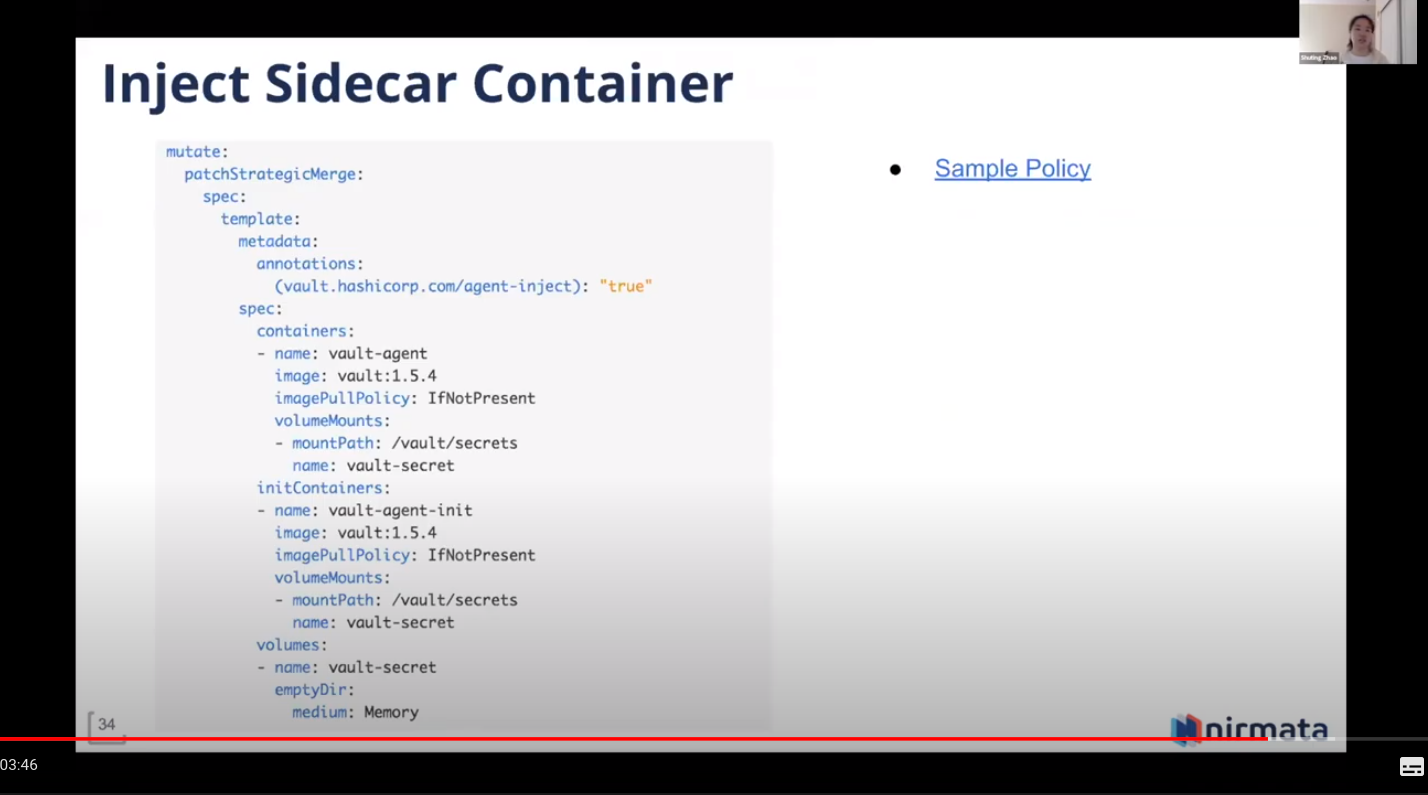 Inject Sidecar Container
mutate:
  patchStrategicMerge:
    spec:
      template:
        metadata:
          annotations:
            (vault.hashicorp.com/agent-inject): "true"
        spec:
          containers:
          - name: vault-agent
            image: vault:1.5.4
            imagePullPolicy: IfNotPresent
            volumeMounts:
            - mountPath: /vault/secrets
              name: vault-secret
          initContainers:
          - name: vault-agent-init
            image: vault:1.5.4
            imagePullPolicy: IfNotPresent
            volumeMounts:
            - mountPath: /vault/secrets
              name: vault-secret
          volumes:
          - name: vault-secret
            emptyDir:
              medium: Memory
● Sample Policy
Shuting Zhao
34
nirmata
03:46